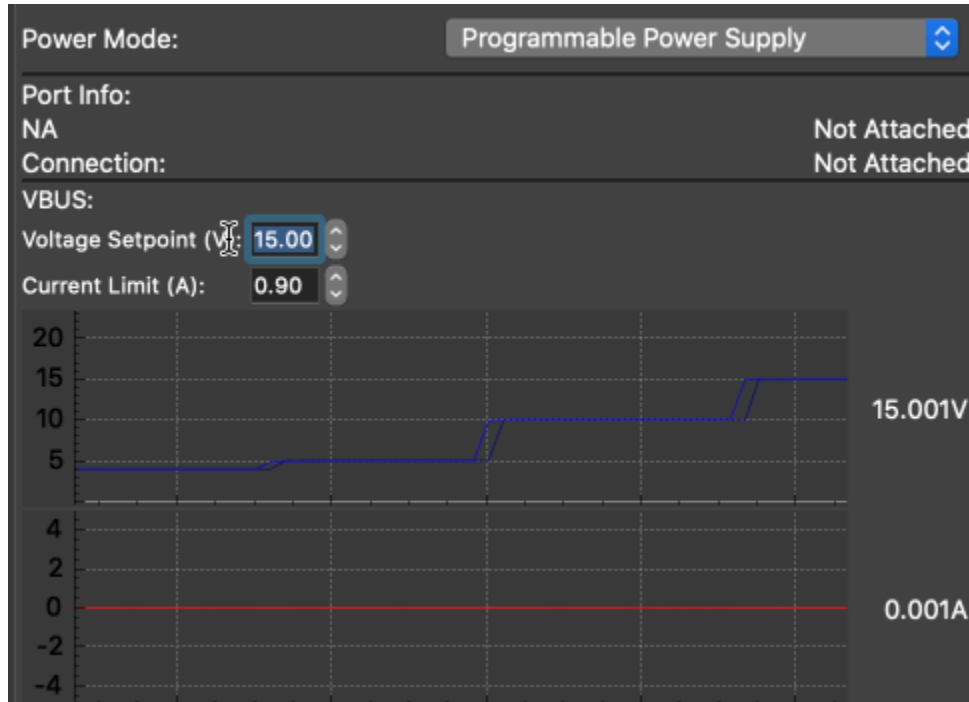 Power Mode: Programmable Power Supply
Port Info:
NA Not Attached
Connection: Not Attached
VBUS:
Voltage Setpoint (V): 15.00
Current Limit (A): 0.90
20
15
10
5
15.001V
4
2
0
-2
-4
0.001A